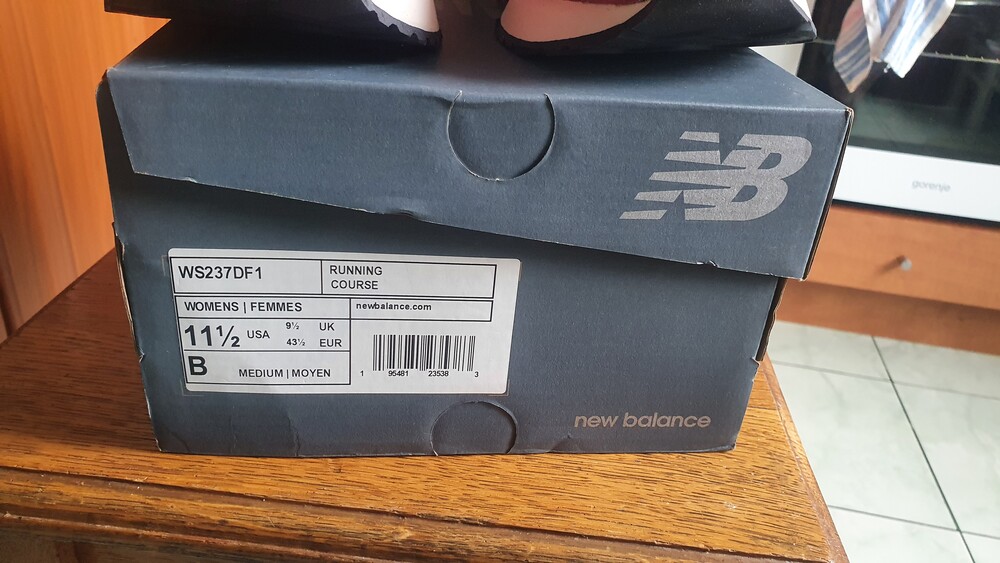 NB
gorenje
WS237DF1
RUNNING
COURSE
WOMENS | FEMMES
newbalance.com
11½ USA 9½ UK
43½ EUR
B MEDIUM | MOYEN
1 95481 23538 3
new balance